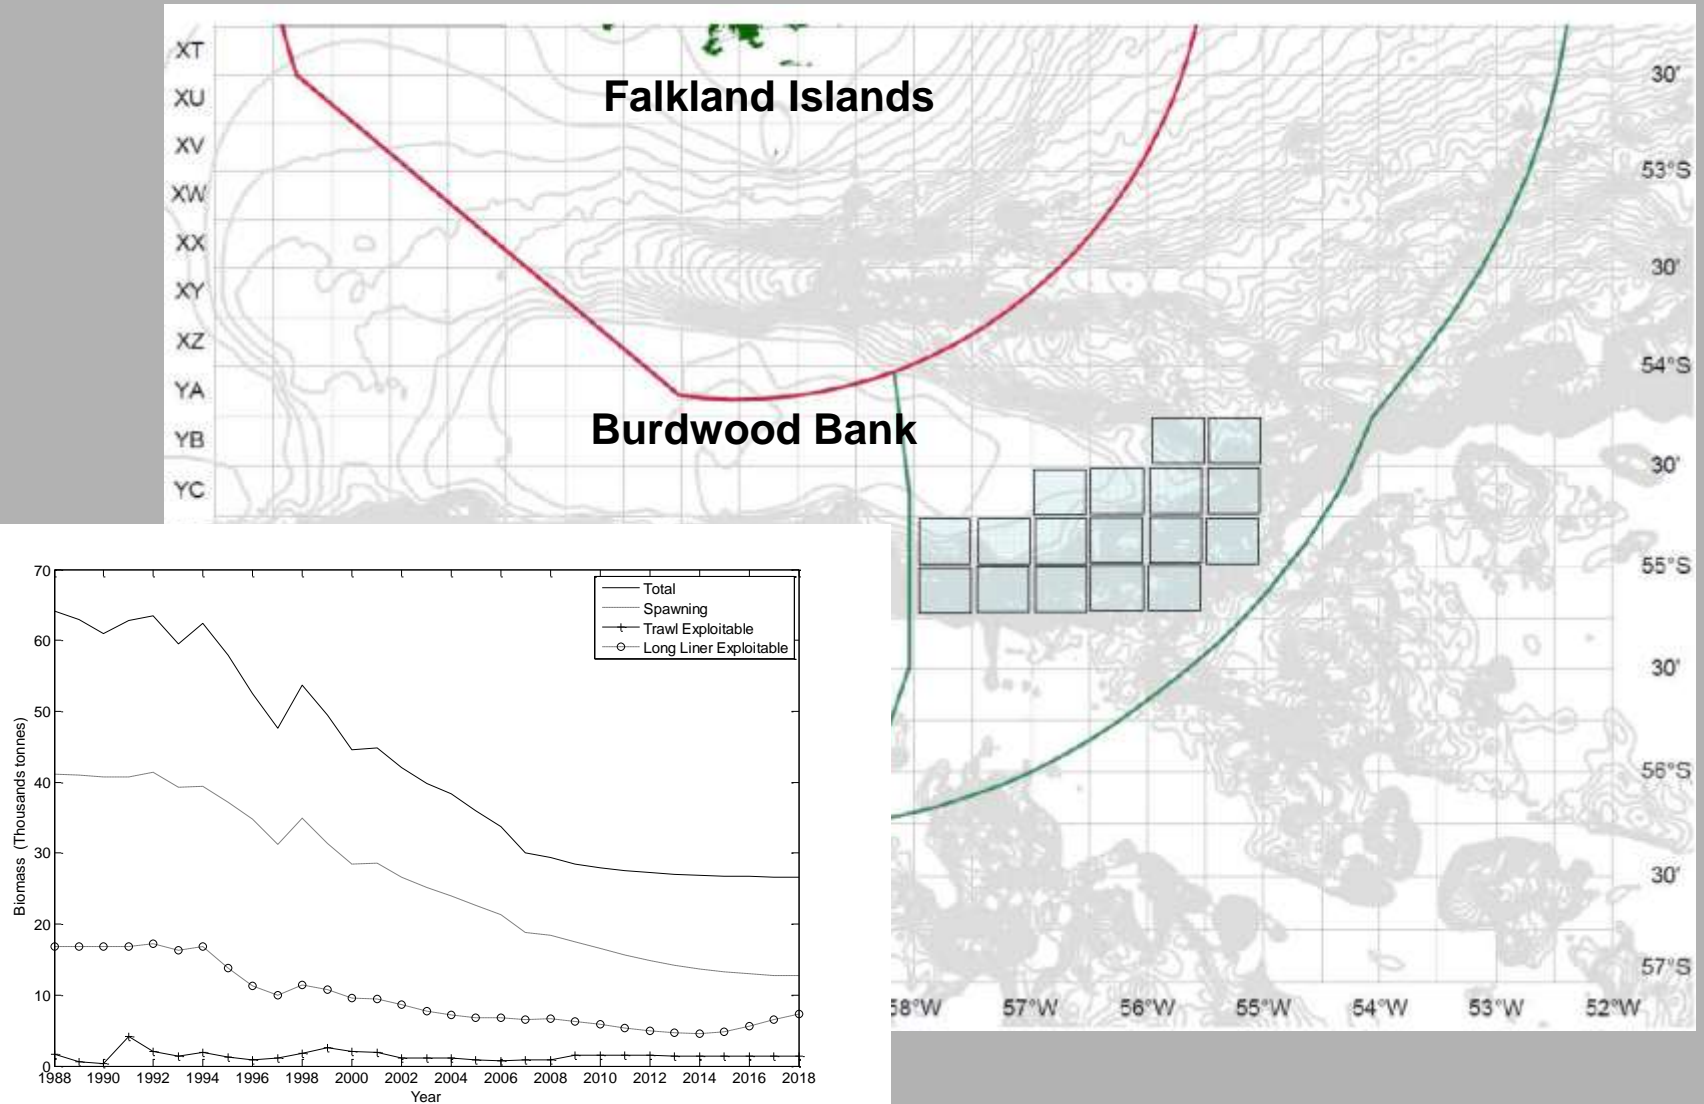 XT
30'
XU
Falkland Islands
XV
53°S
XW
XX
30'
XY
XZ
54°S
YA
Burdwood Bank
YB
30'
YC
55°S
30'
56°S
30'
57°S
58°W 57°W 56°W 55°W 54°W 53°W 52°W
70
60
50
40
30
20
10
0
Biomass (Thousands tonnes)
Total
Spawning
Trawl Exploitable
Long Liner Exploitable
1988 1990 1992 1994 1996 1998 2000 2002 2004 2006 2008 2010 2012 2014 2016 2018
Year